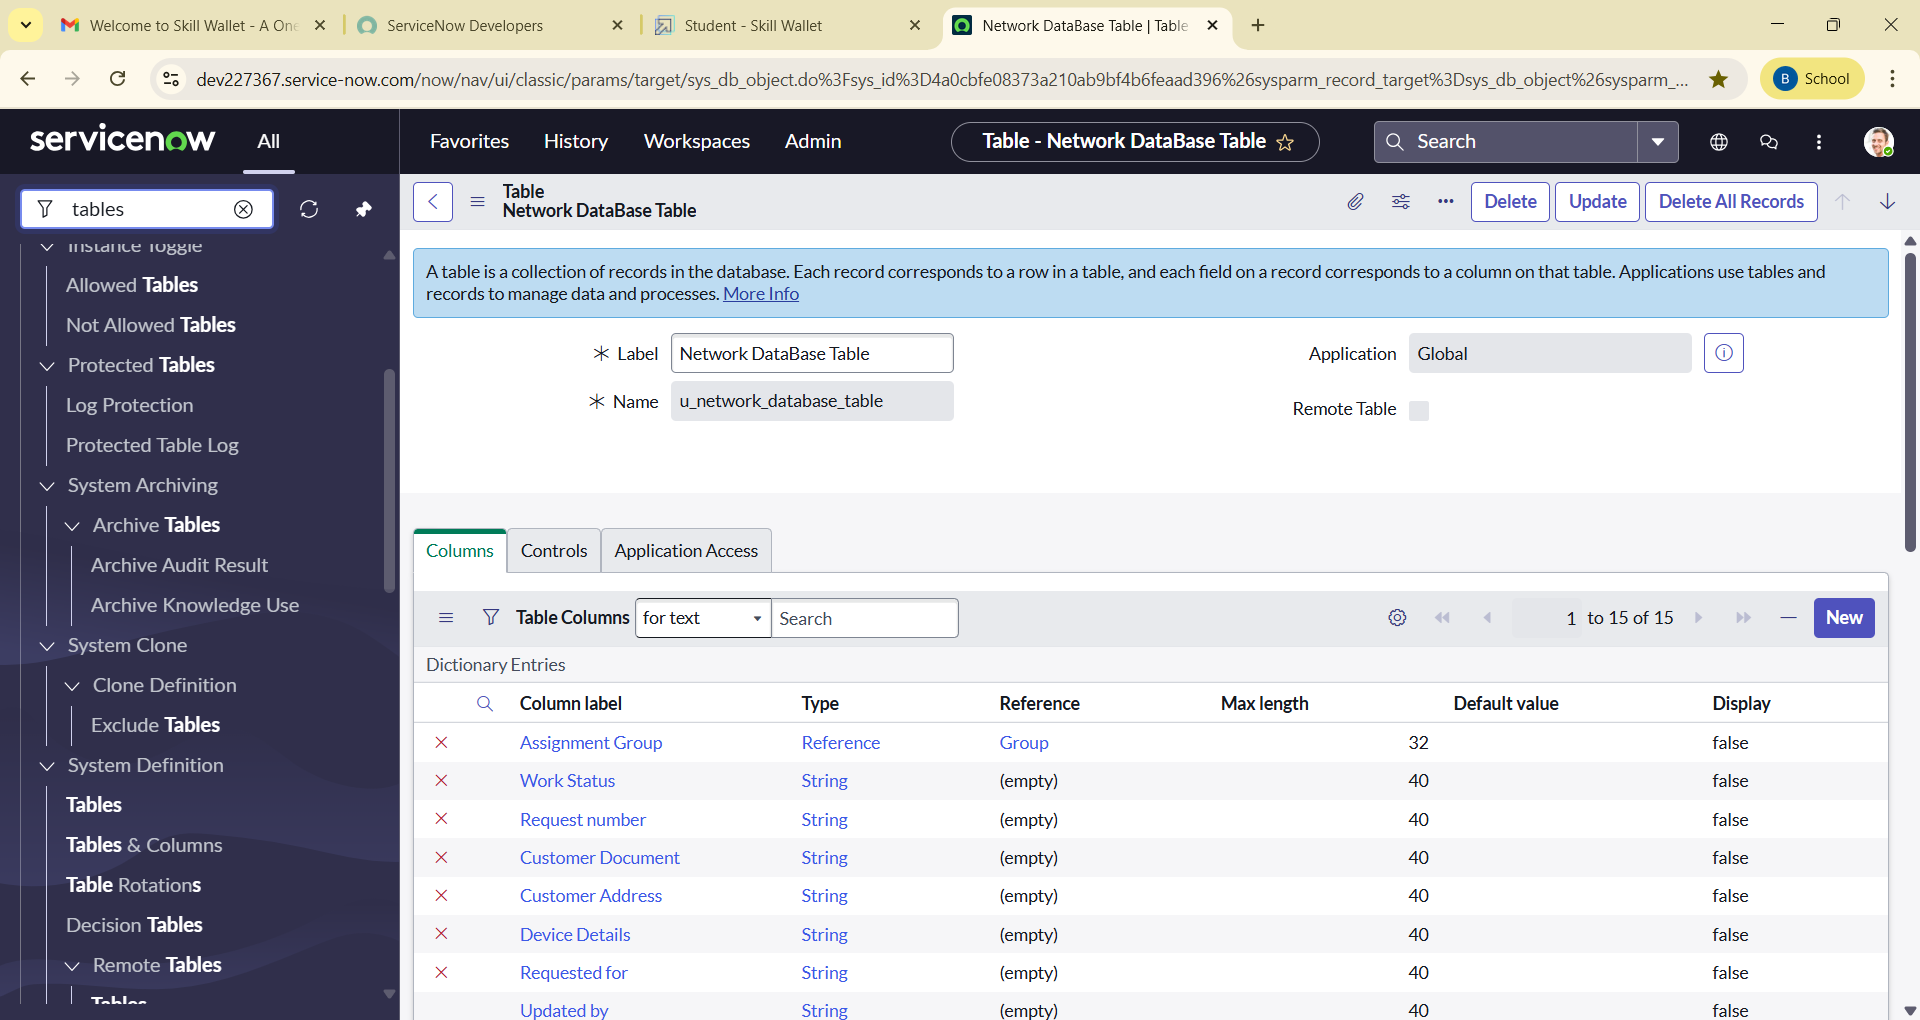 Welcome to Skill Wallet - A One
ServiceNow Developers
Student - Skill Wallet
Network DataBase Table | Table
dev227367.service-now.com/now/nav/ui/classic/params/target/sys_db_object.do%3Fsys_id%3D4a0cbfe08373a210ab9bf4b6feaad396%26sysparm_record_target%3Dsys_db_object%26sysparm_...
B School
servicenow
All
Favorites
History
Workspaces
Admin
Table - Network DataBase Table
Search
tables
Instance Toggle
Allowed Tables
Not Allowed Tables
Protected Tables
Log Protection
Protected Table Log
System Archiving
Archive Tables
Archive Audit Result
Archive Knowledge Use
System Clone
Clone Definition
Exclude Tables
System Definition
Tables
Tables & Columns
Table Rotations
Decision Tables
Remote Tables
Tables
Table
Network DataBase Table
Delete
Update
Delete All Records
A table is a collection of records in the database. Each record corresponds to a row in a table, and each field on a record corresponds to a column on that table. Applications use tables and
records to manage data and processes. More Info
Label Network DataBase Table
Application Global
Name u_network_database_table
Remote Table
Columns
Controls
Application Access
Table Columns for text Search 1 to 15 of 15 New
Dictionary Entries
Column label Type Reference Max length Default value Display
Assignment Group Reference Group 32 false
Work Status String (empty) 40 false
Request number String (empty) 40 false
Customer Document String (empty) 40 false
Customer Address String (empty) 40 false
Device Details String (empty) 40 false
Requested for String (empty) 40 false
Updated by String (empty) 40 false